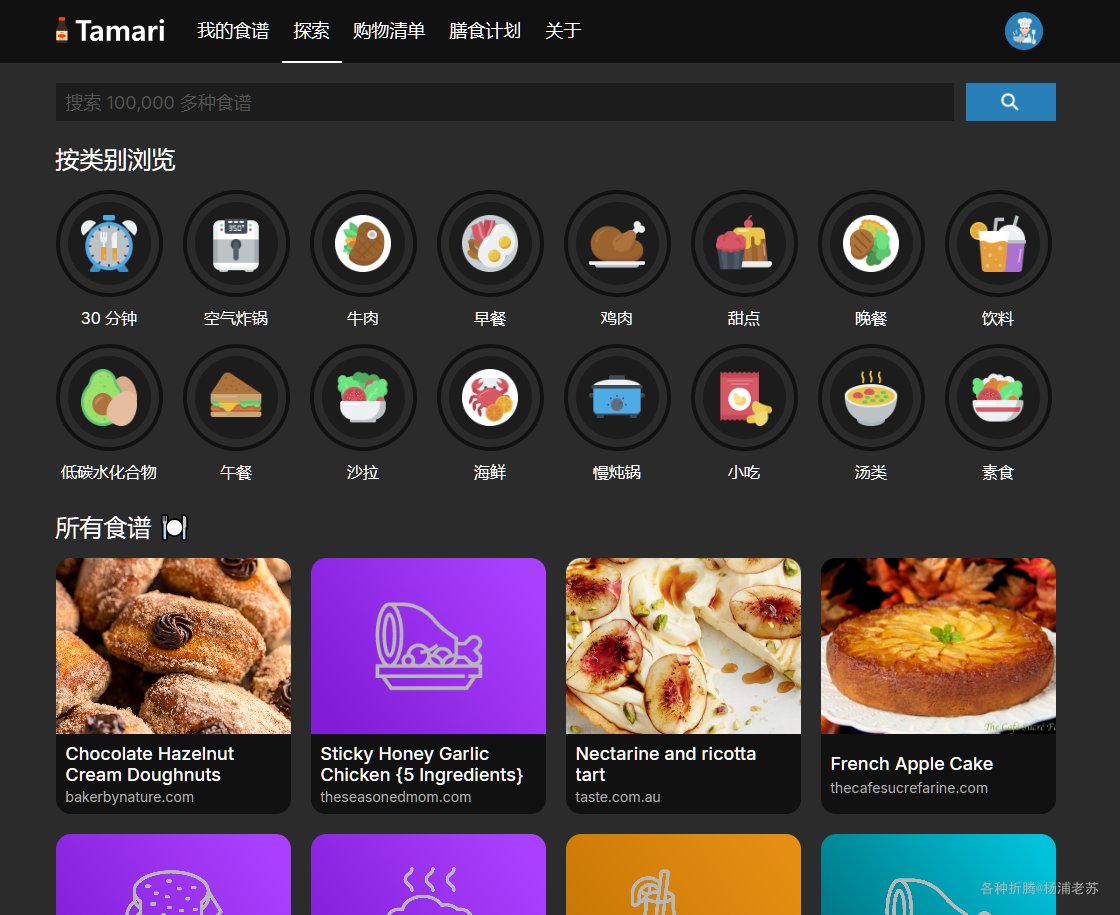 Tamari 我的食谱 探索 购物清单 膳食计划 关于
搜索 100,000 多种食谱
按类别浏览
350°
30 分钟 空气炸锅 牛肉 早餐 鸡肉 甜点 晚餐 饮料
低碳水化合物 午餐 沙拉 海鲜 慢炖锅 小吃 汤类 素食
所有食谱
The Café Sucre Fa
Chocolate Hazelnut Cream Doughnuts
bakerbynature.com
Sticky Honey Garlic Chicken {5 Ingredients}
theseasonedmom.com
Nectarine and ricotta tart
taste.com.au
French Apple Cake
thecafesucrefarine.com
各种折腾@杨浦老苏